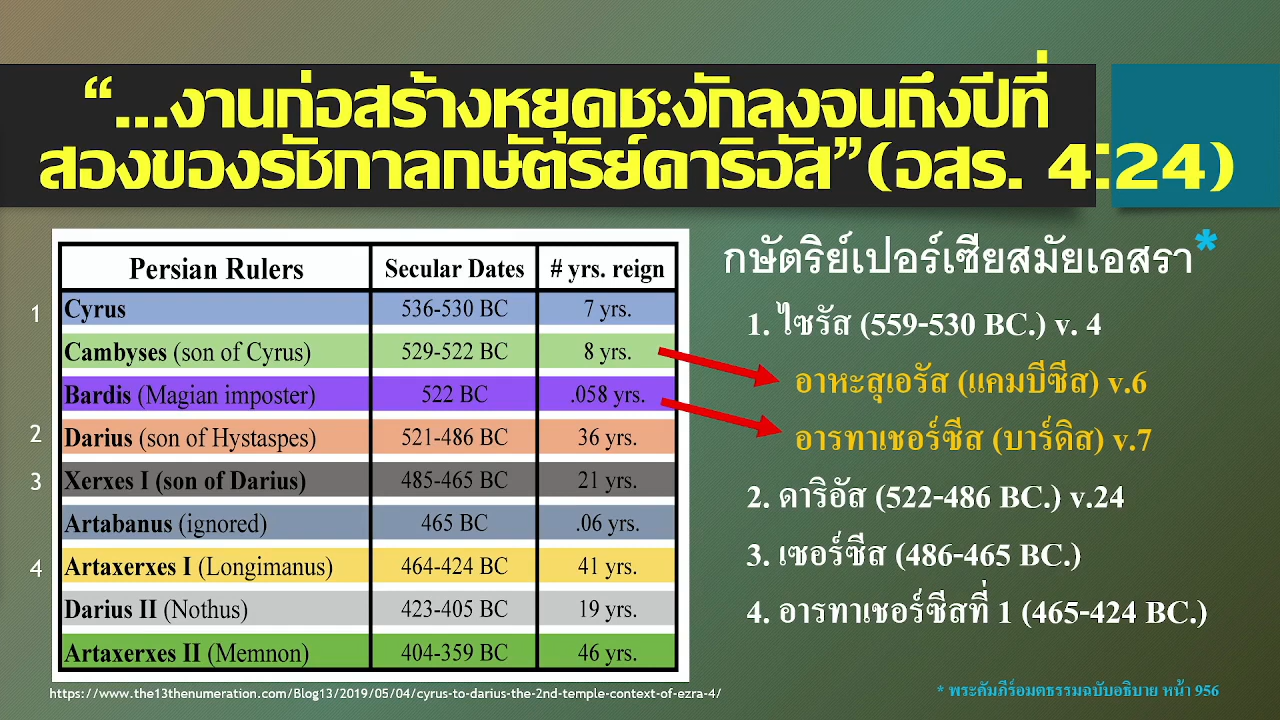 “...งานก่อสร้างหยุดชะงักลงจนถึงปีที่
สองของรัชกาลกษัตริย์ดาริอัส”(อสร. 4:24)
Persian Rulers Secular Dates # yrs. reign
1 Cyrus 536-530 BC 7 yrs.
Cambyses (son of Cyrus) 529-522 BC 8 yrs.
Bardis (Magian imposter) 522 BC .058 yrs.
2 Darius (son of Hystaspes) 521-486 BC 36 yrs.
3 Xerxes I (son of Darius) 485-465 BC 21 yrs.
Artabanus (ignored) 465 BC .06 yrs.
4 Artaxerxes I (Longimanus) 464-424 BC 41 yrs.
Darius II (Nothus) 423-405 BC 19 yrs.
Artaxerxes II (Memnon) 404-359 BC 46 yrs.
https://www.the13thenumeration.com/Blog13/2019/05/04/cyrus-to-darius-the-2nd-temple-context-of-ezra-4/
กษัตริย์เปอร์เซียสมัยเอสรา*
1. ไซรัส (559-530 BC.) v. 4
อาหะสุเอรัส (แคมบีซีส) v.6
อารทาเชอร์ซีส (บาร์ดิส) v.7
2. ดาริอัส (522-486 BC.) v.24
3. เซอร์ซีส (486-465 BC.)
4. อารทาเชอร์ซีสที่ 1 (465-424 BC.)
* พระคัมภีร์อมตธรรมฉบับอธิบาย หน้า 956